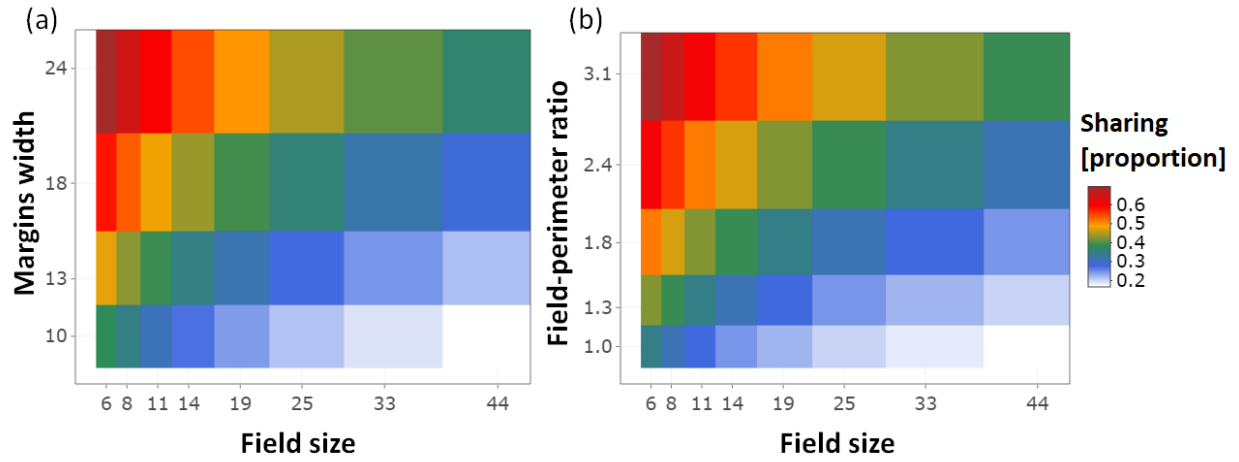 (a)
Margins width
24
18
13
10
6 8 11 14 19 25 33 44
Field size
(b)
Field-perimeter ratio
3.1
2.4
1.8
1.3
1.0
6 8 11 14 19 25 33 44
Field size
Sharing
[proportion]
0.6
0.5
0.4
0.3
0.2